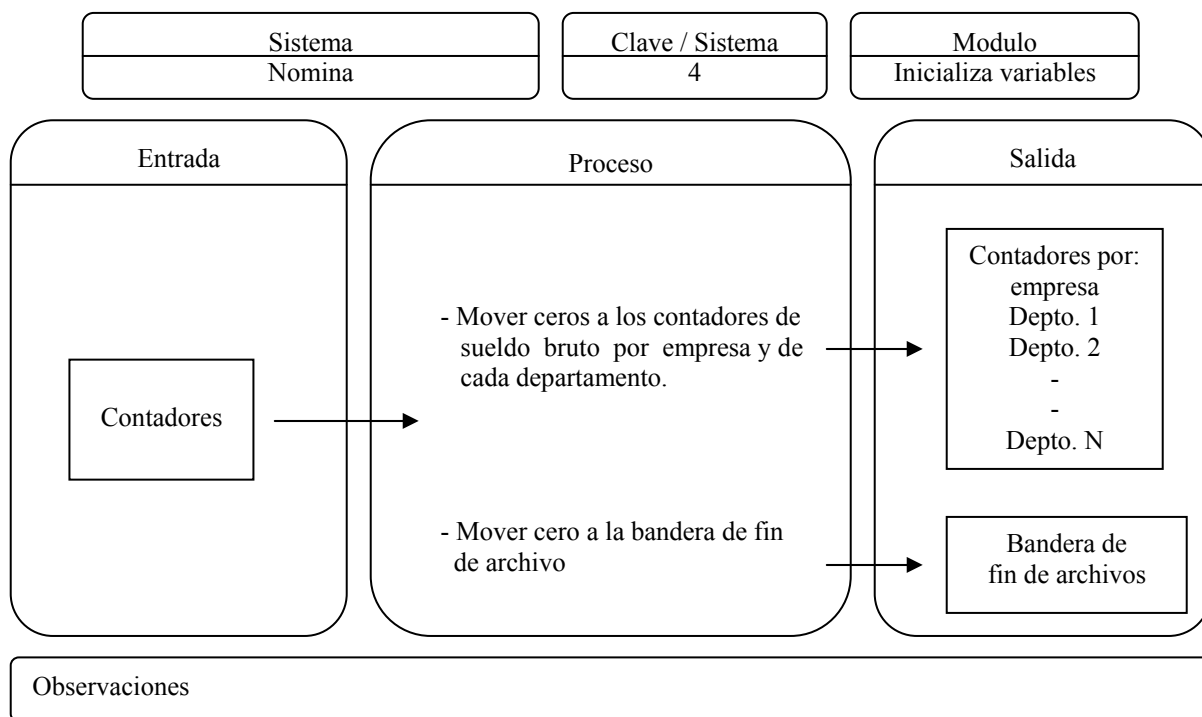 Sistema
Nomina
Clave / Sistema
4
Modulo
Inicializa variables
Entrada
Contadores
Proceso
- Mover ceros a los contadores de
sueldo bruto por empresa y de
cada departamento.
- Mover cero a la bandera de fin
de archivo
Salida
Contadores por:
empresa
Depto. 1
Depto. 2
-
-
Depto. N
Bandera de
fin de archivos
Observaciones